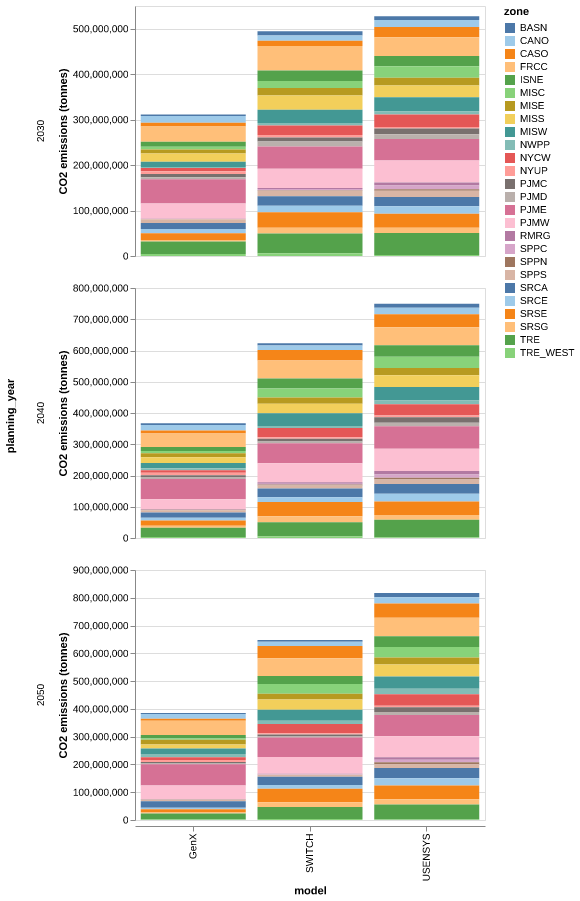 planning_year
2030
CO2 emissions (tonnes)
500,000,000
400,000,000
300,000,000
200,000,000
100,000,000
0
2040
CO2 emissions (tonnes)
800,000,000
700,000,000
600,000,000
500,000,000
400,000,000
300,000,000
200,000,000
100,000,000
0
2050
CO2 emissions (tonnes)
900,000,000
800,000,000
700,000,000
600,000,000
500,000,000
400,000,000
300,000,000
200,000,000
100,000,000
0
GenX
SWITCH
USENSYS
model
zone
BASN
CANO
CASO
FRCC
ISNE
MISC
MISE
MISS
MISW
NWPP
NYCW
NYUP
PJMC
PJMD
PJME
PJMW
RMRG
SPPC
SPPN
SPPS
SRCA
SRCE
SRSE
SRSG
TRE
TRE_WEST